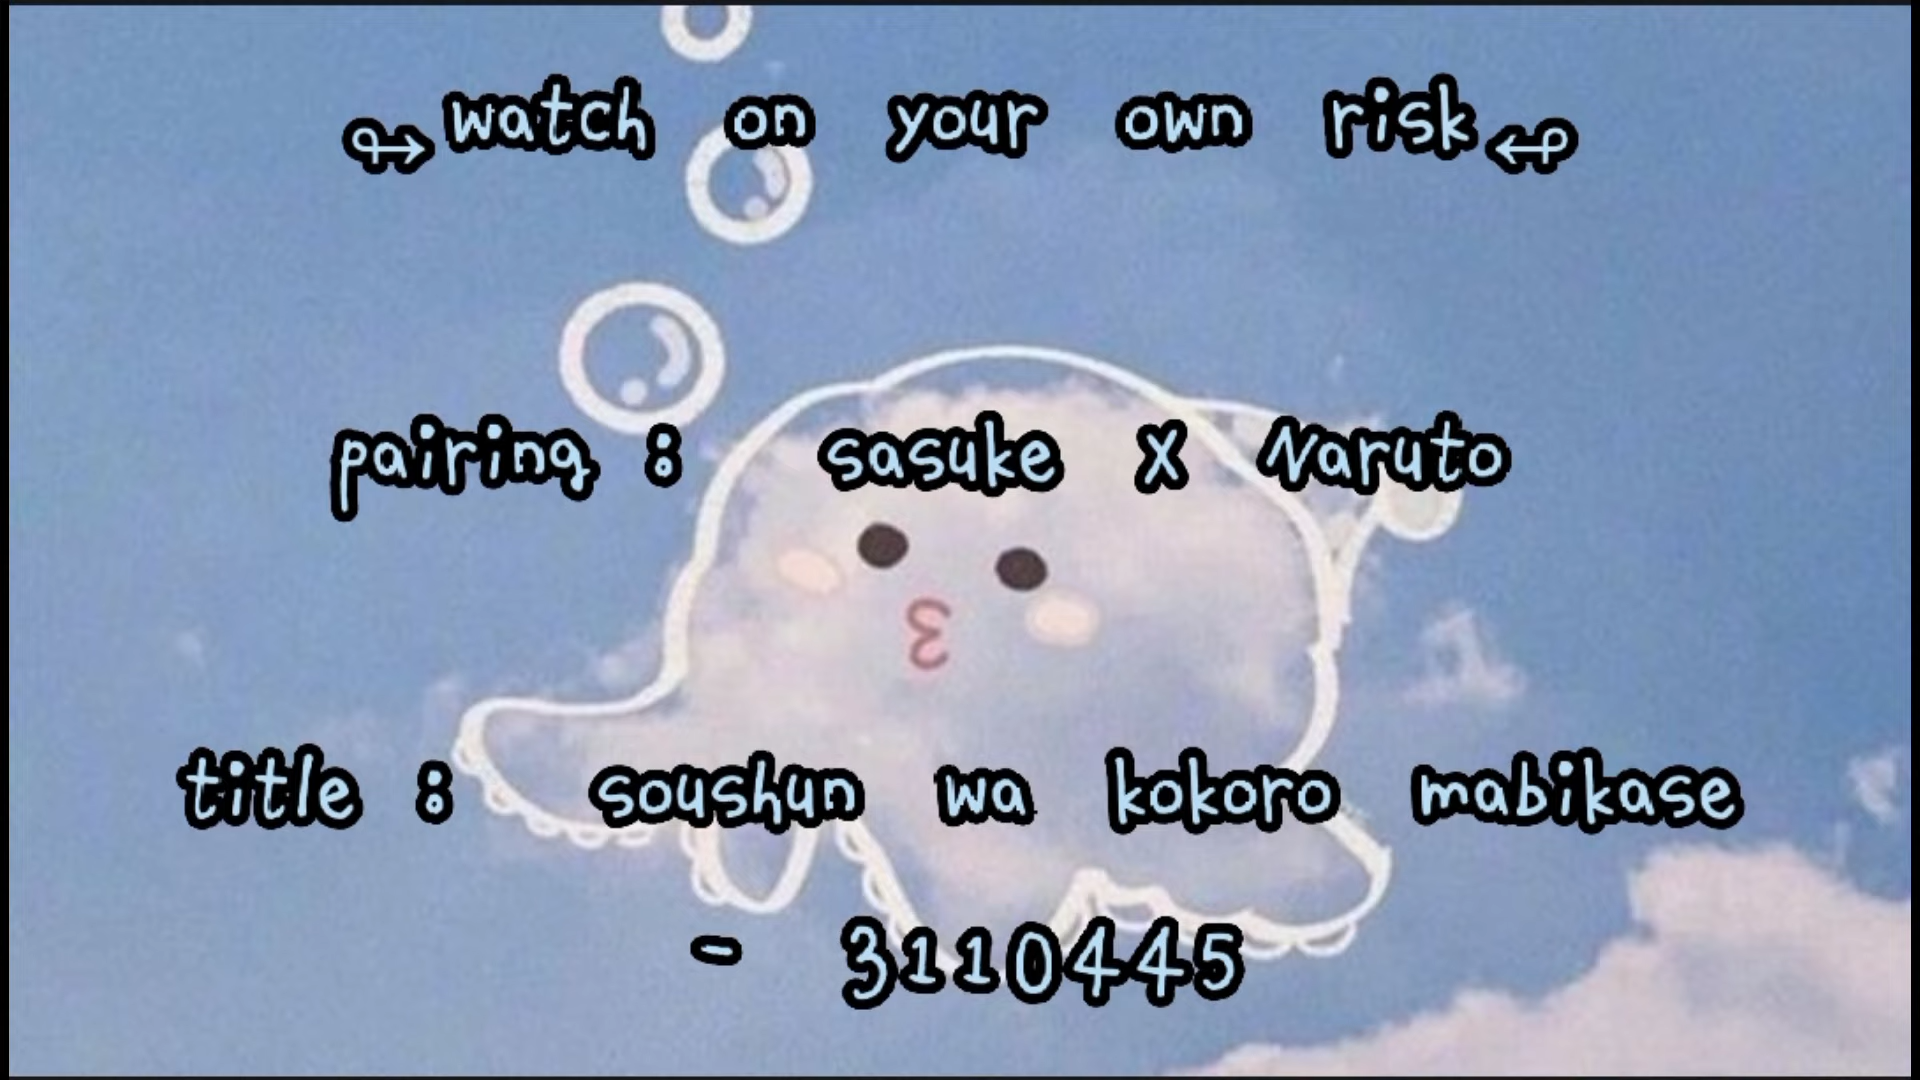 watch on your own risk
pairing : sasuke x Naruto
title : soushun wa kokoro mabikase
- 3110445